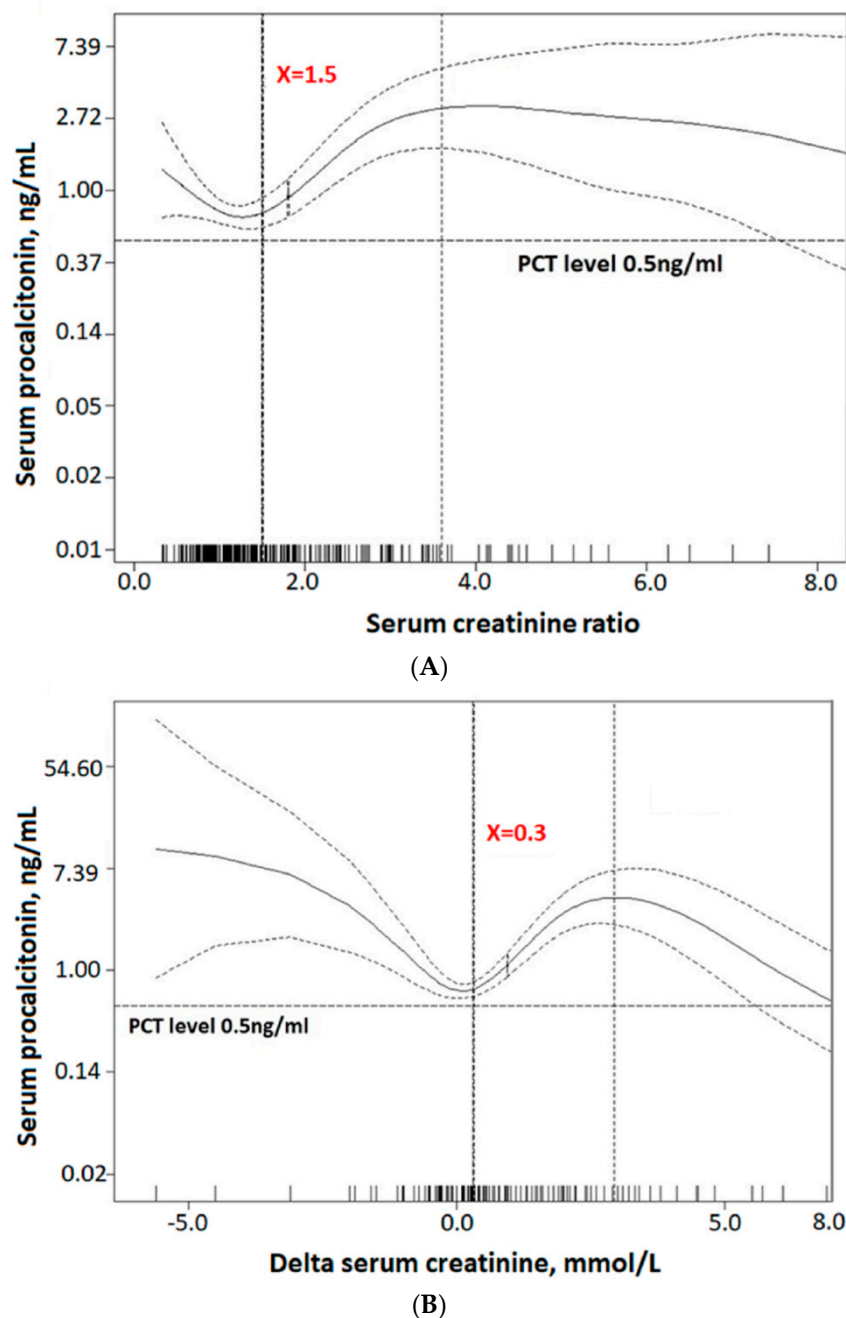 7.39
X=1.5
2.72
1.00
PCT level 0.5ng/ml
0.37
0.14
0.05
0.02
0.01
Serum procalcitonin, ng/mL
0.0 2.0 4.0 6.0 8.0
Serum creatinine ratio
(A)
54.60
X=0.3
7.39
1.00
PCT level 0.5ng/ml
0.14
0.02
Serum procalcitonin, ng/mL
-5.0 0.0 5.0 8.0
Delta serum creatinine, mmol/L
(B)